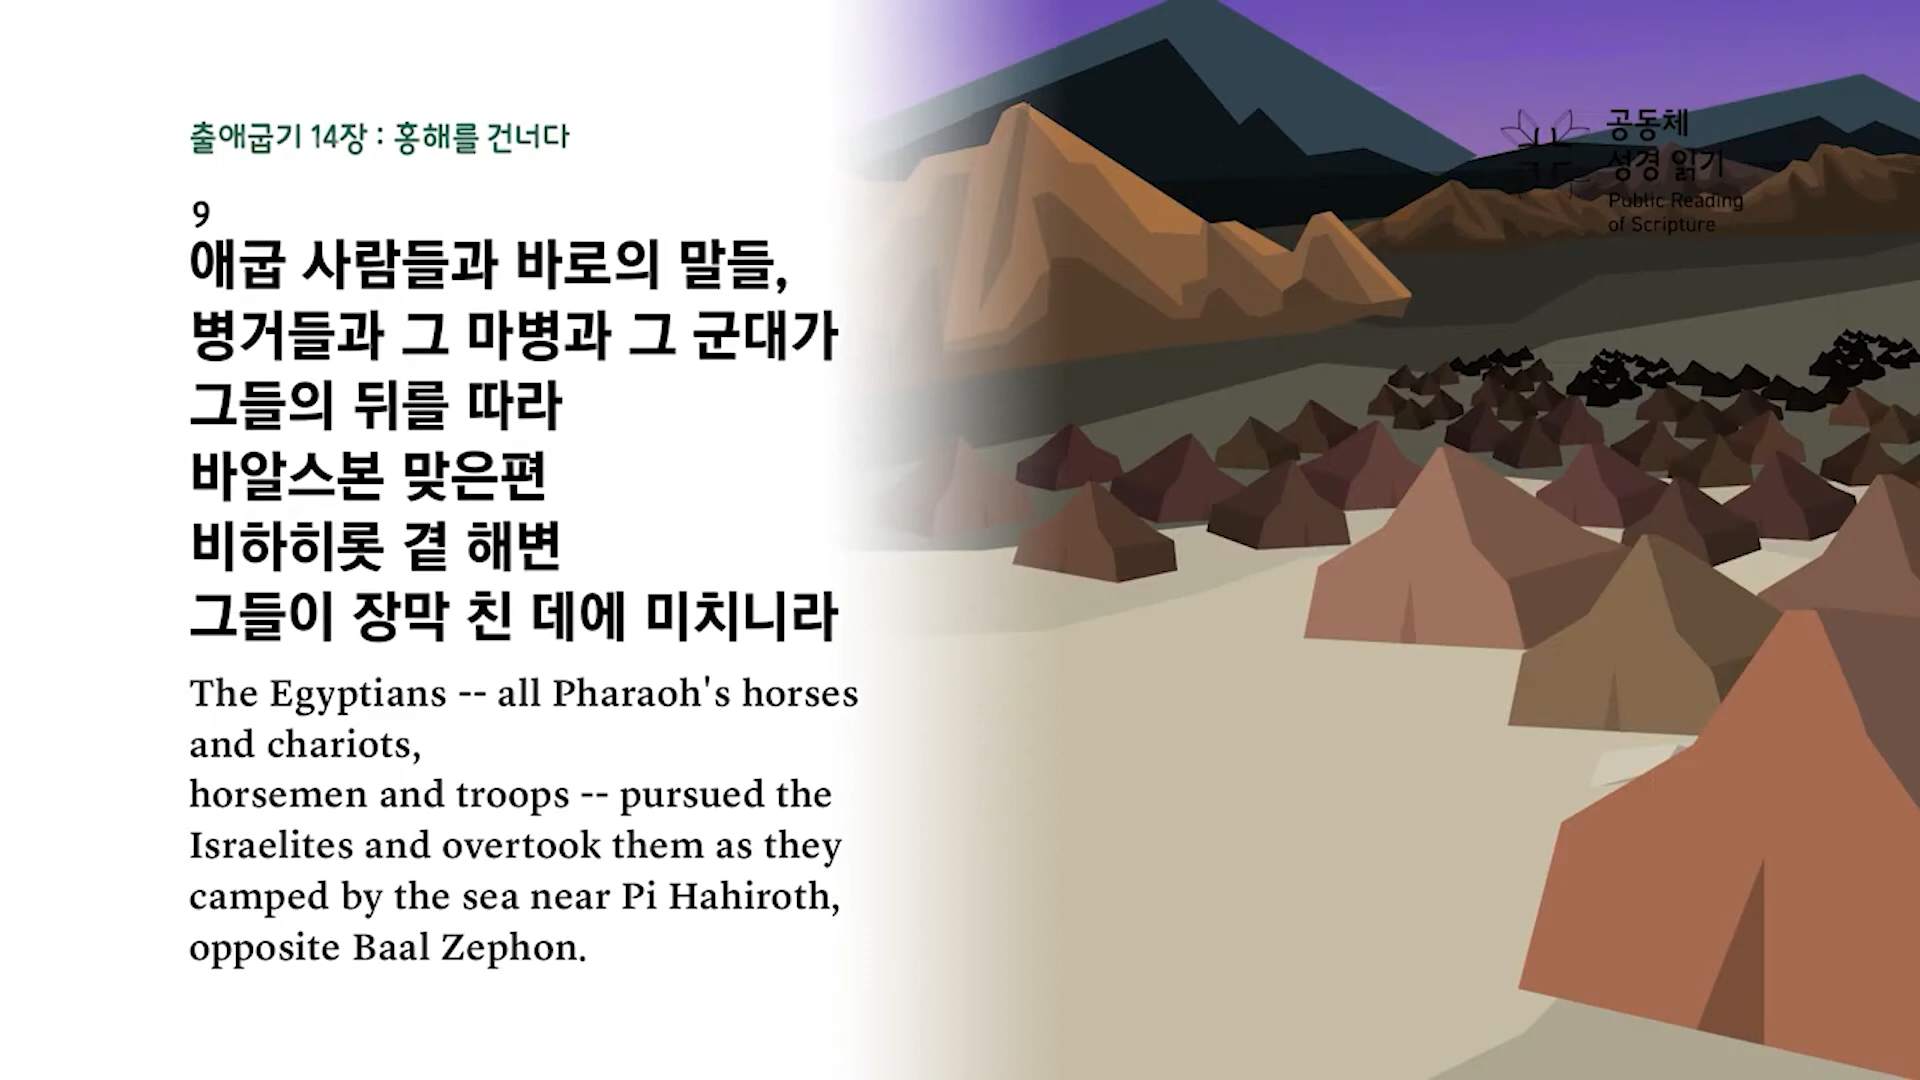 출애굽기 14장 : 홍해를 건너다
9
애굽 사람들과 바로의 말들,
병거들과 그 마병과 그 군대가
그들의 뒤를 따라
바알스본 맞은편
비하히롯 곁 해변
그들이 장막 친 데에 미치니라
The Egyptians -- all Pharaoh's horses
and chariots,
horsemen and troops -- pursued the
Israelites and overtook them as they
camped by the sea near Pi Hahiroth,
opposite Baal Zephon.
공동체
성경 읽기
Public Reading
of Scripture